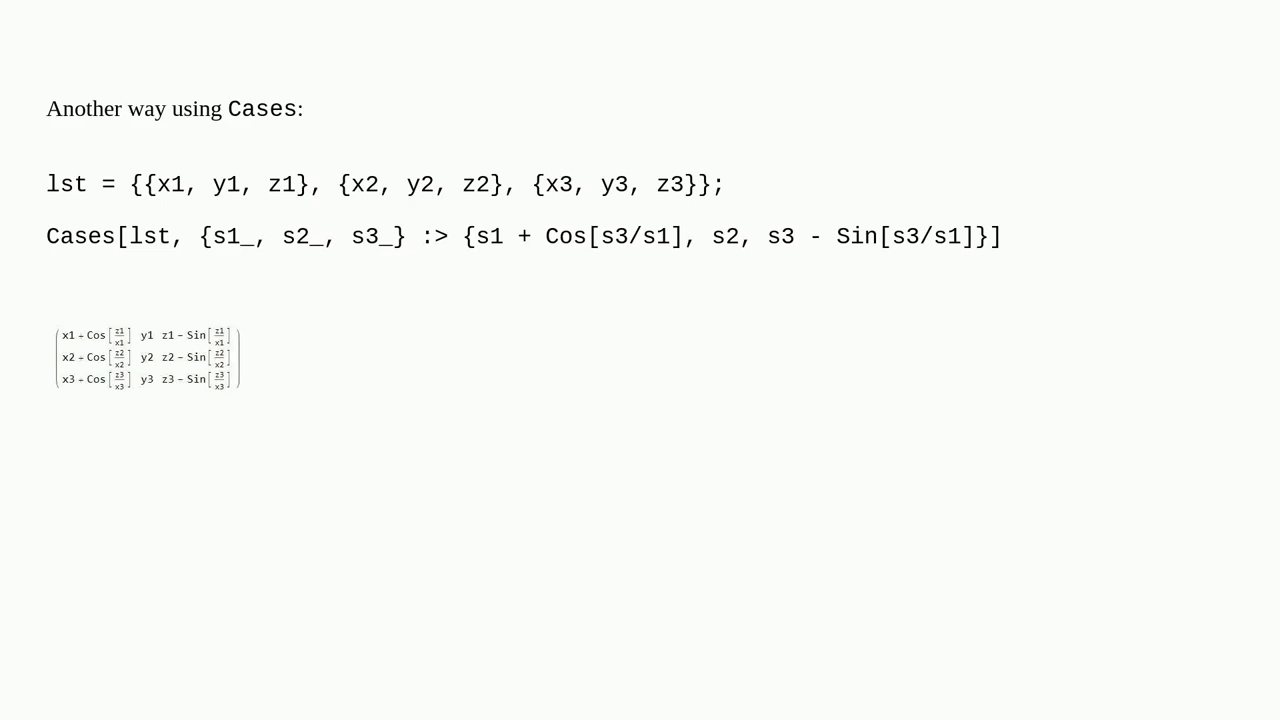 Another way using Cases:
lst = {{x1, y1, z1}, {x2, y2, z2}, {x3, y3, z3}};
Cases[lst, {s1_, s2_, s3_} :> {s1 + Cos[s3/s1], s2, s3 - Sin[s3/s1]}]
x1 + Cos[z1/x1] y1 z1 - Sin[z1/x1]
x2 + Cos[z2/x2] y2 z2 - Sin[z2/x2]
x3 + Cos[z3/x3] y3 z3 - Sin[z3/x3]